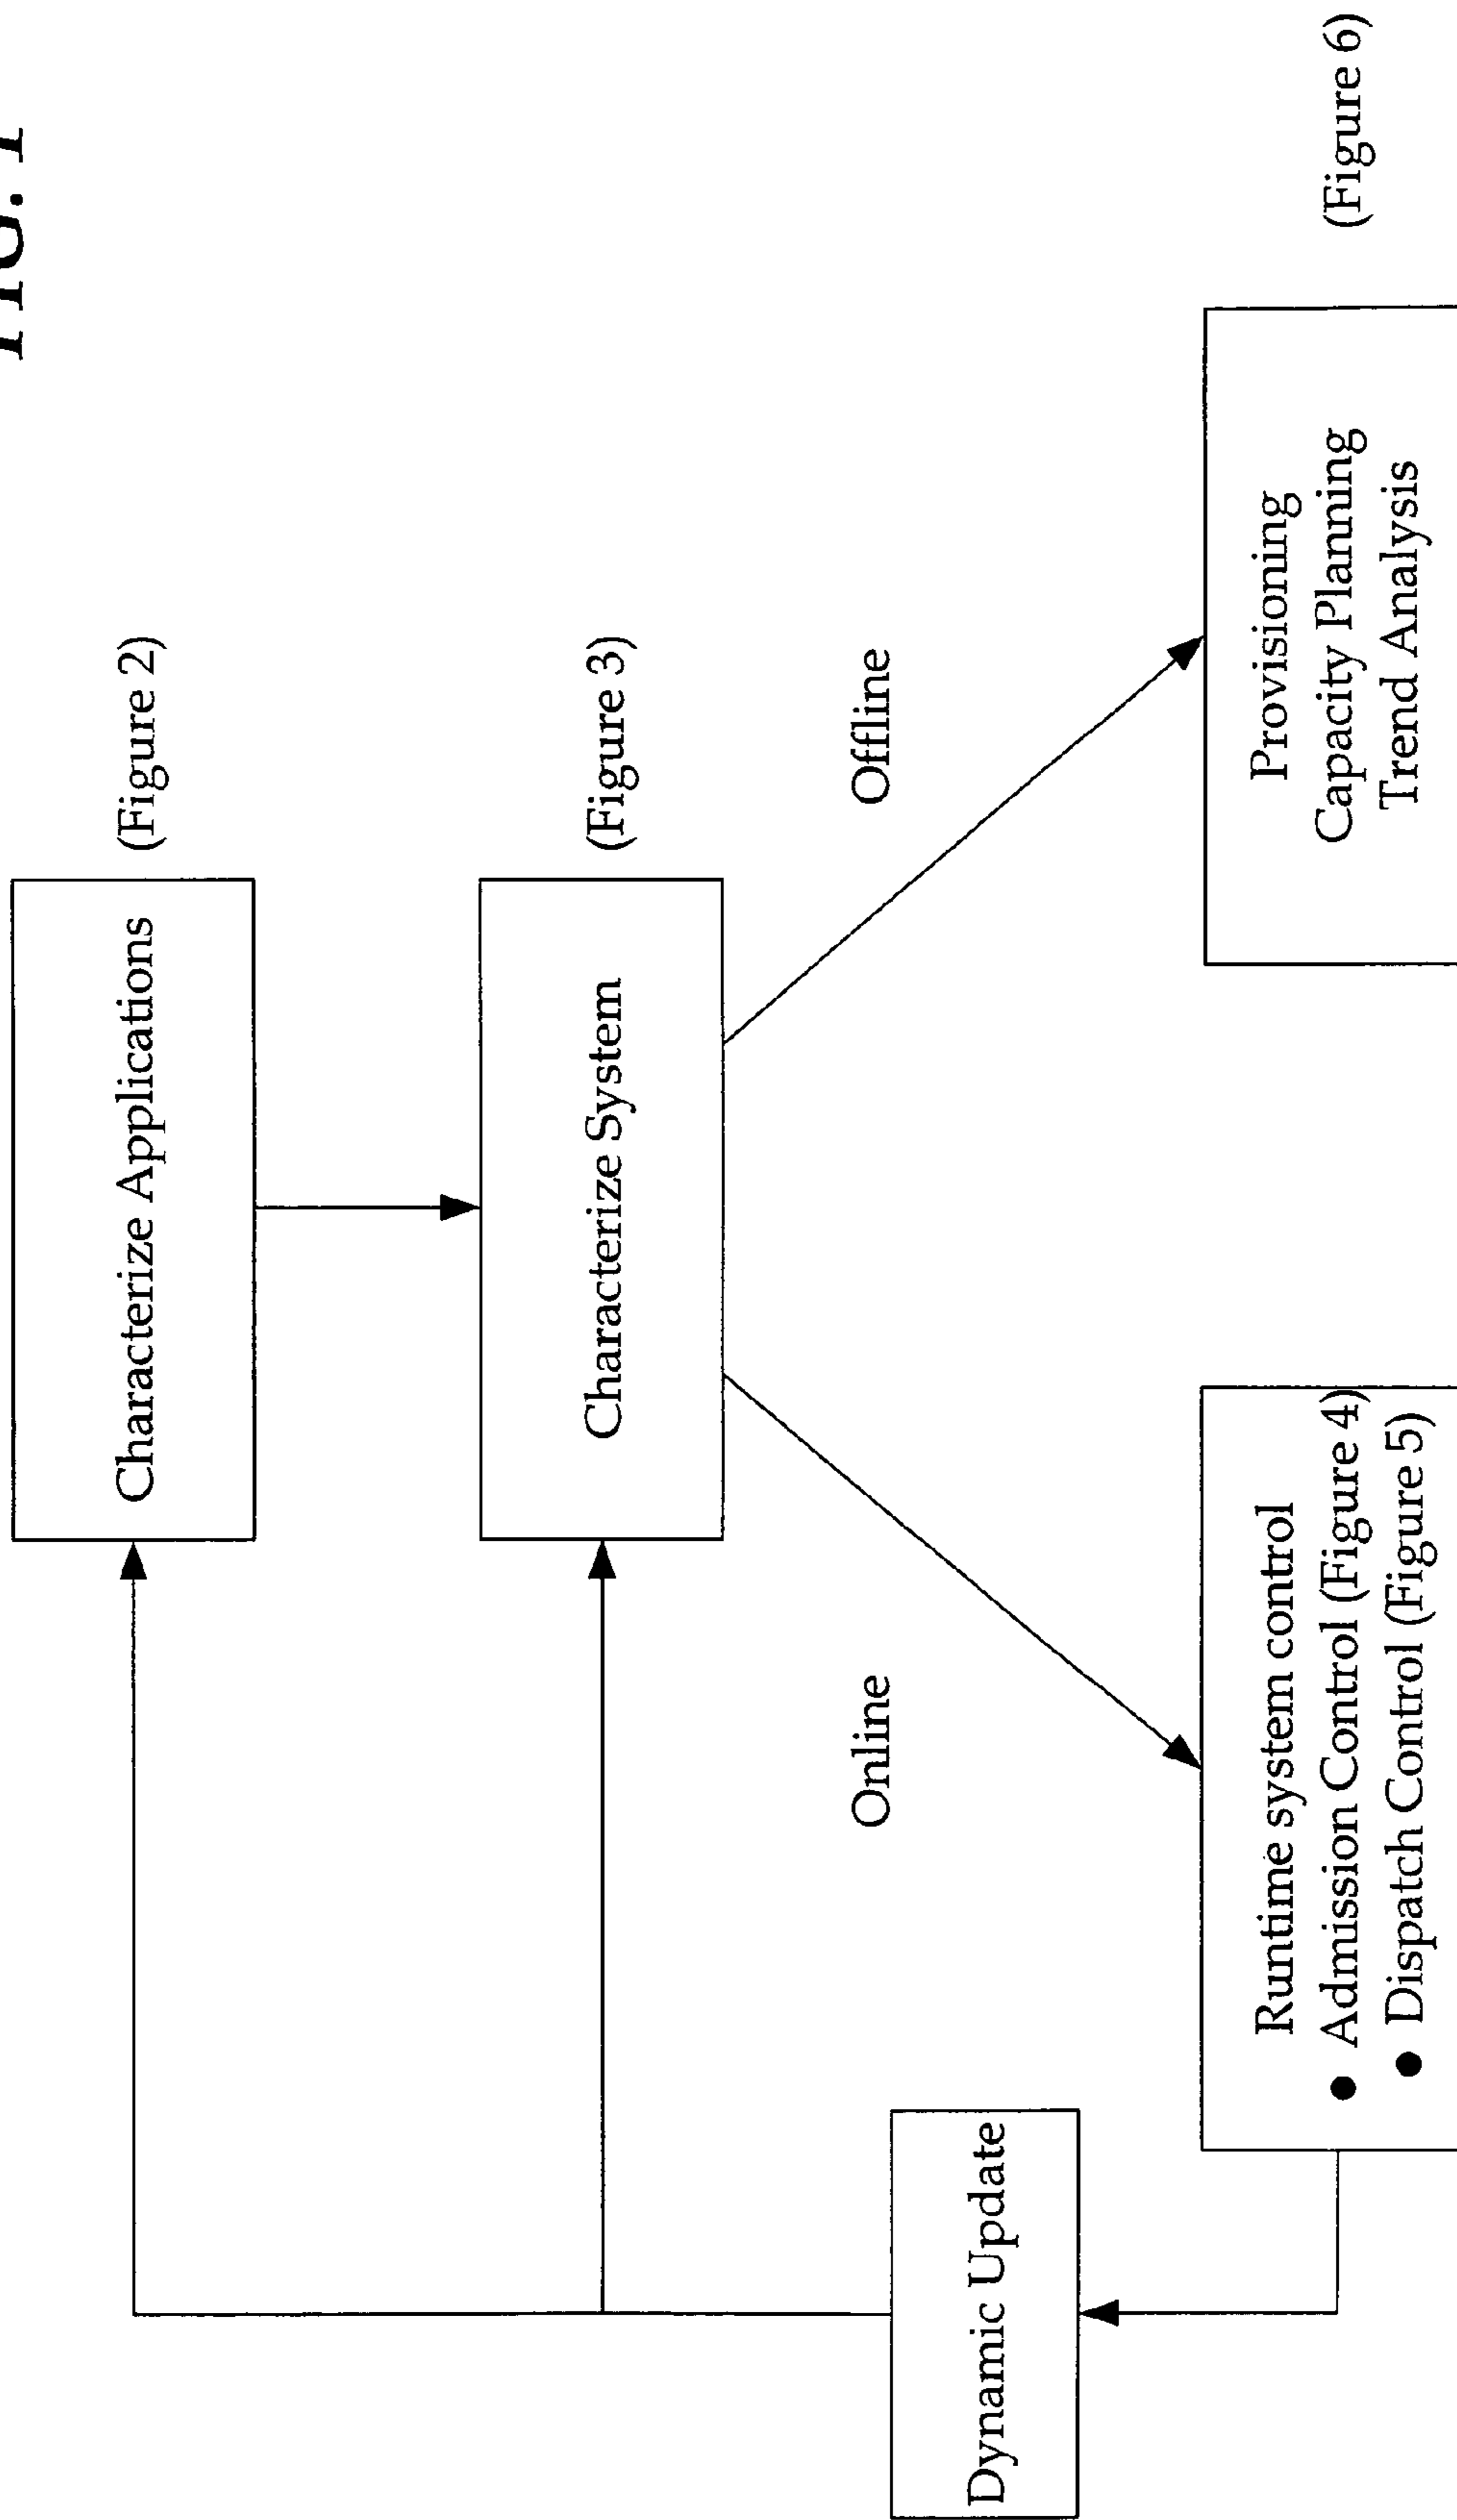 FIG. 1
Characterize Applications
(Figure 2)
Characterize System
(Figure 3)
Online
Offline
Dynamic Update
Runtime system control
● Admission Control (Figure 4)
● Dispatch Control (Figure 5)
Provisioning
Capacity Planning
Trend Analysis
(Figure 6)